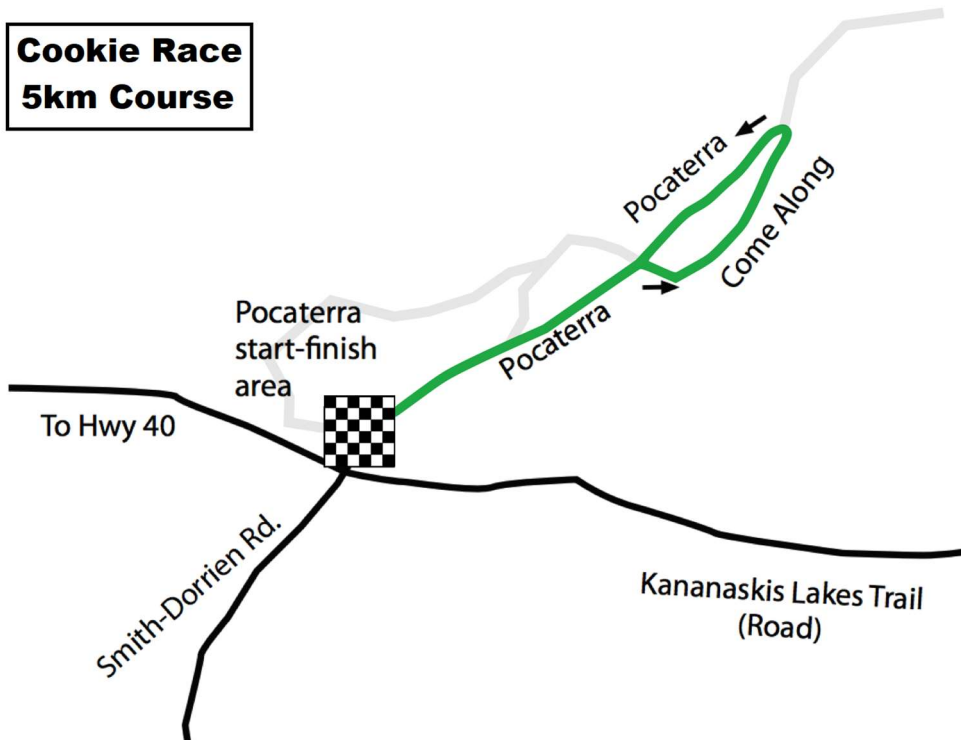 Cookie Race
5km Course
Pocaterra
Come Along
Pocaterra
Pocaterra
start-finish
area
To Hwy 40
Smith-Dorrien Rd.
Kananaskis Lakes Trail
(Road)